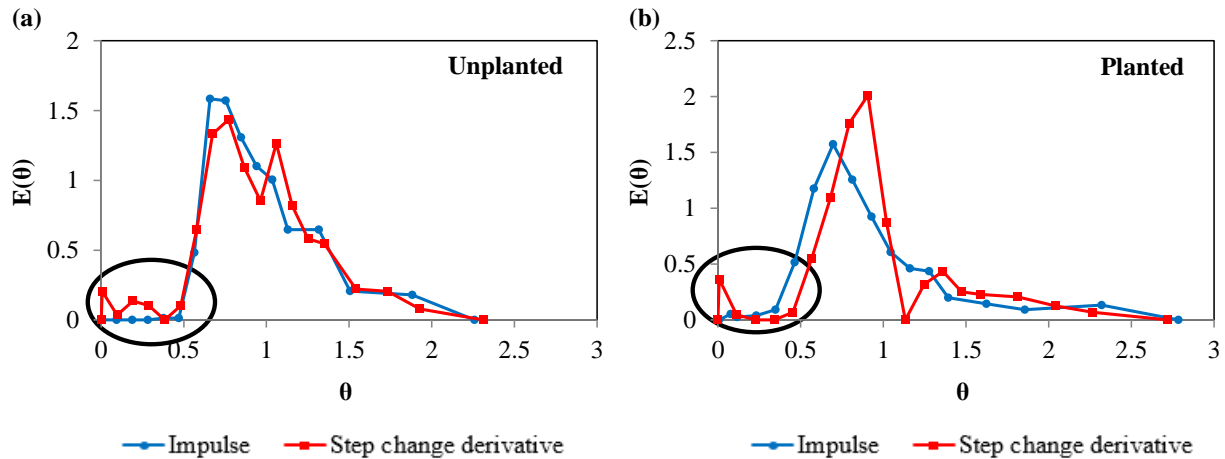 (a)
Unplanted
E(θ)
2
1.5
1
0.5
0
0 0.5 1 1.5 2 2.5 3
θ
Impulse Step change derivative
(b)
Planted
E(θ)
2.5
2
1.5
1
0.5
0
0 0.5 1 1.5 2 2.5 3
θ
Impulse Step change derivative